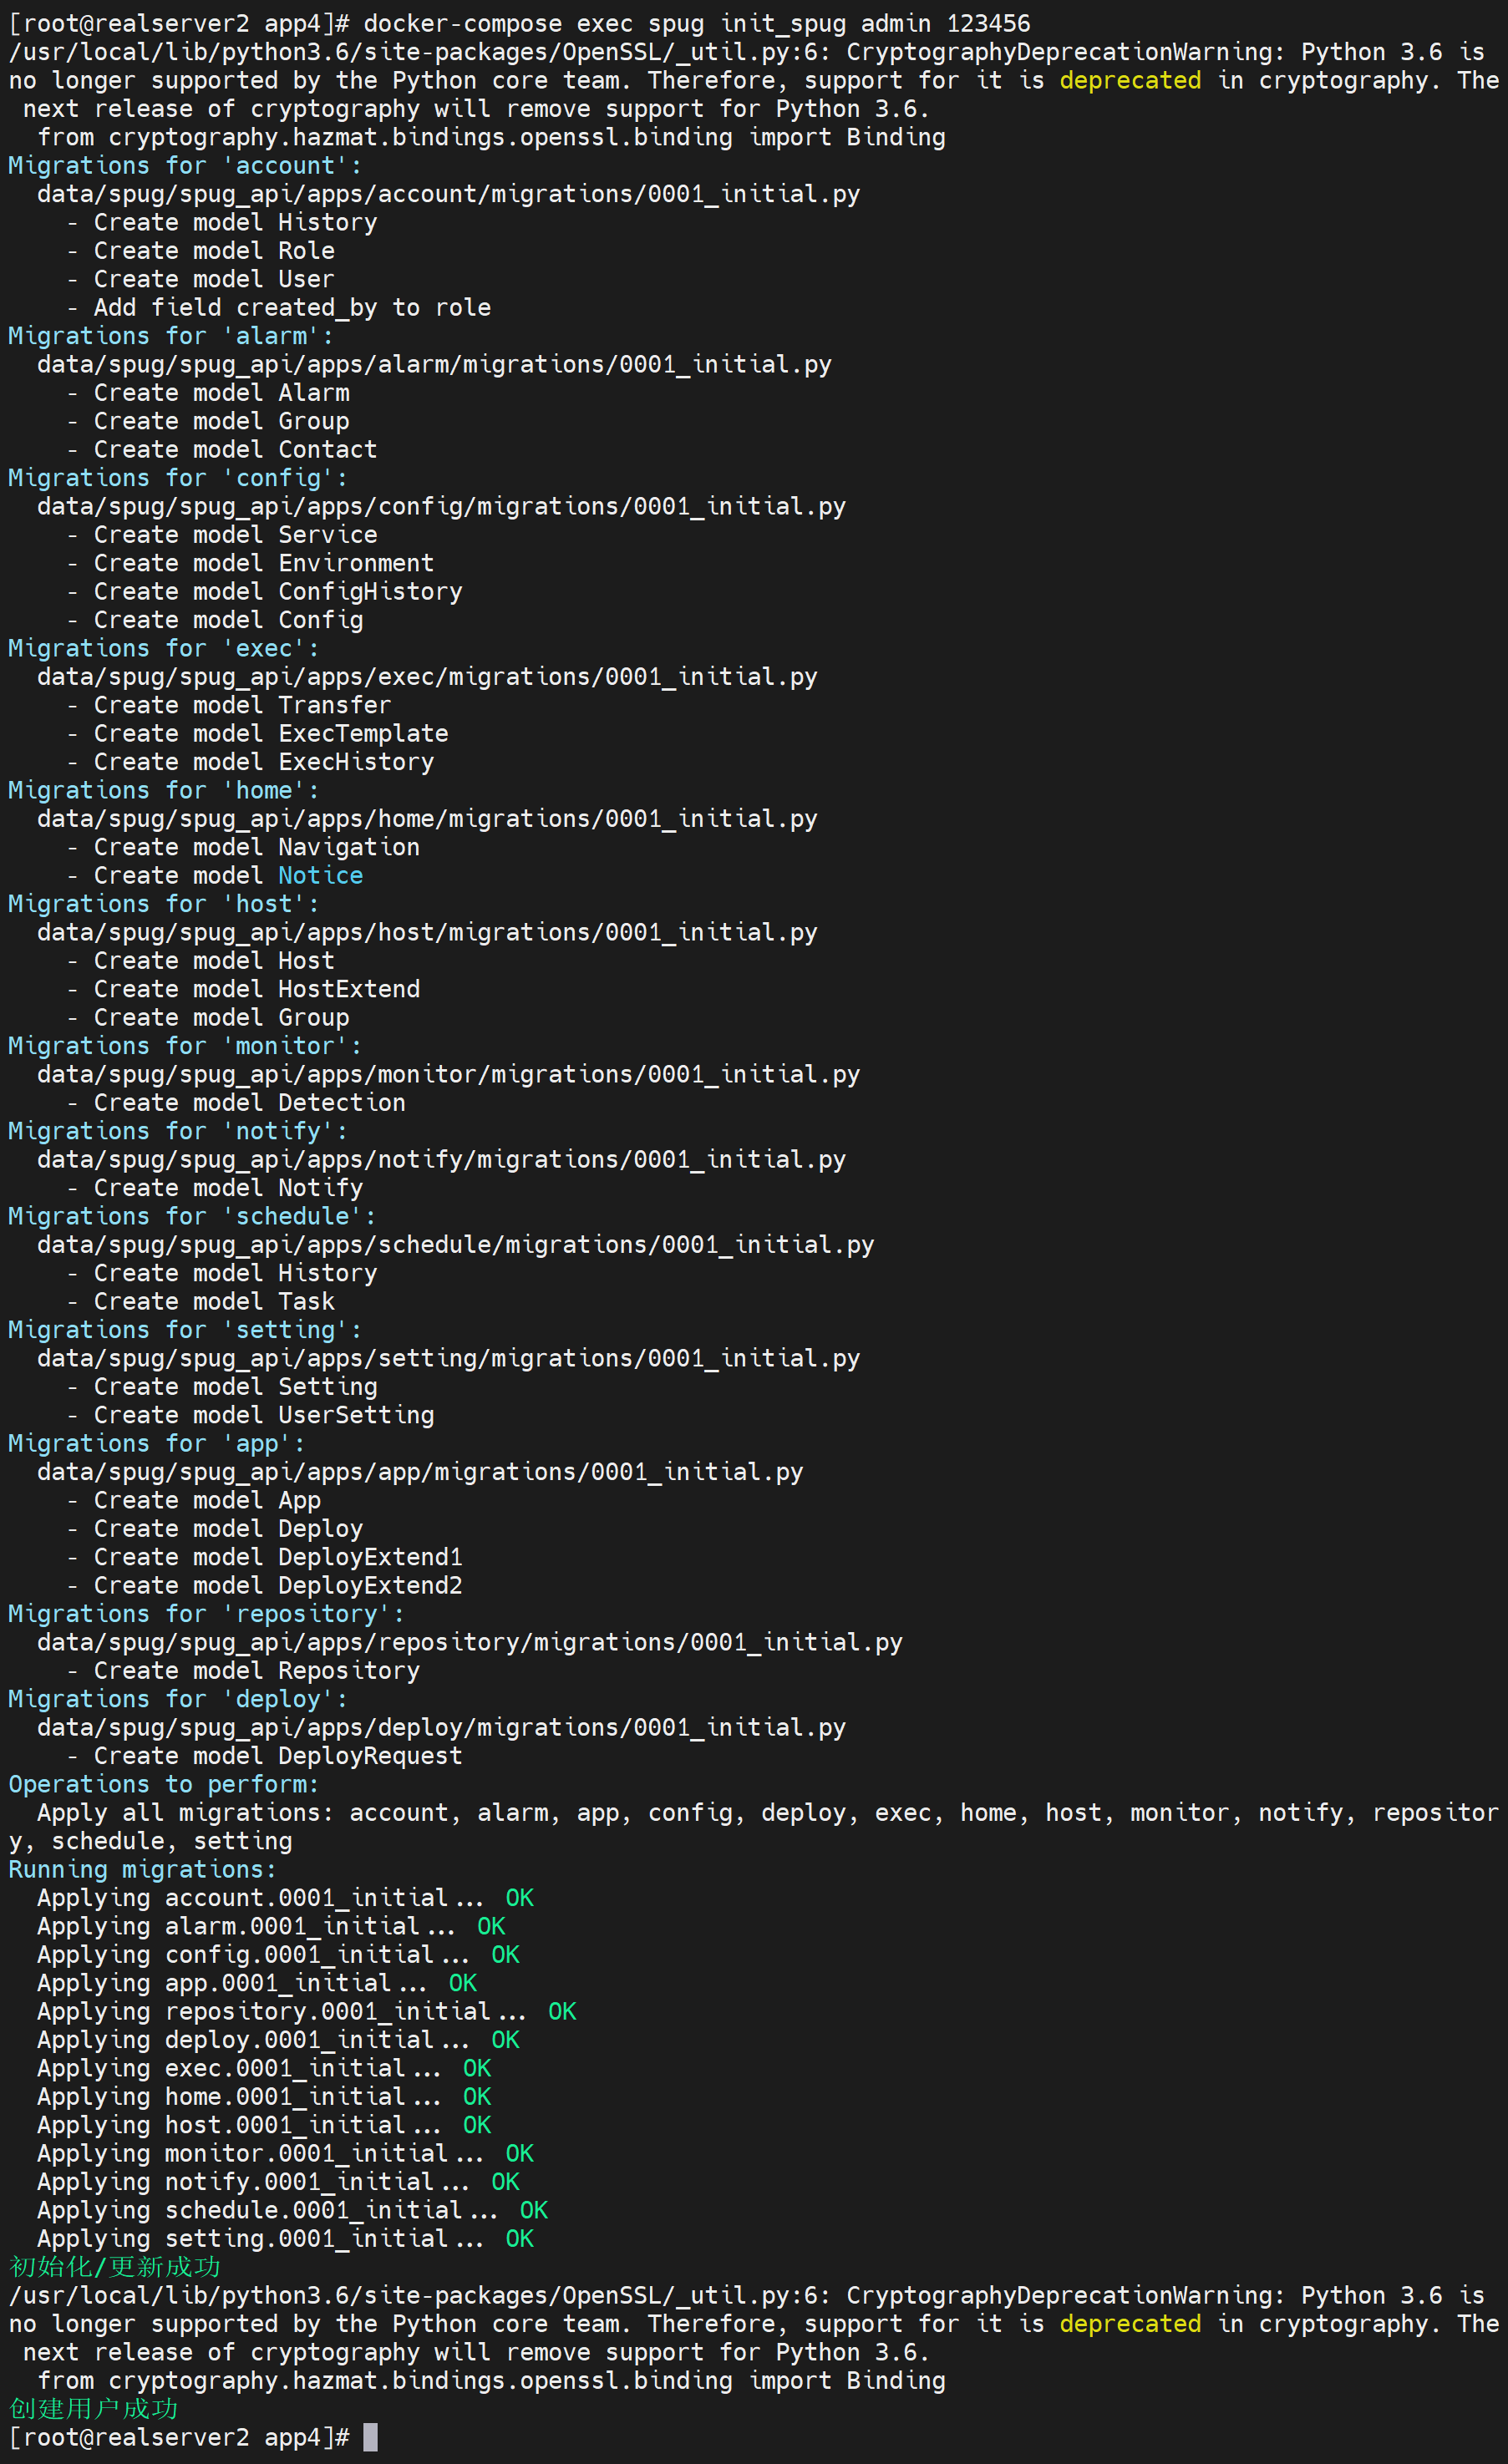 [root@realserver2 app4]# docker-compose exec spug init_spug admin 123456
/usr/local/lib/python3.6/site-packages/OpenSSL/_util.py:6: CryptographyDeprecationWarning: Python 3.6 is
no longer supported by the Python core team. Therefore, support for it is deprecated in cryptography. The
 next release of cryptography will remove support for Python 3.6.
  from cryptography.hazmat.bindings.openssl.binding import Binding
Migrations for 'account':
  data/spug/spug_api/apps/account/migrations/0001_initial.py
    - Create model History
    - Create model Role
    - Create model User
    - Add field created_by to role
Migrations for 'alarm':
  data/spug/spug_api/apps/alarm/migrations/0001_initial.py
    - Create model Alarm
    - Create model Group
    - Create model Contact
Migrations for 'config':
  data/spug/spug_api/apps/config/migrations/0001_initial.py
    - Create model Service
    - Create model Environment
    - Create model ConfigHistory
    - Create model Config
Migrations for 'exec':
  data/spug/spug_api/apps/exec/migrations/0001_initial.py
    - Create model Transfer
    - Create model ExecTemplate
    - Create model ExecHistory
Migrations for 'home':
  data/spug/spug_api/apps/home/migrations/0001_initial.py
    - Create model Navigation
    - Create model Notice
Migrations for 'host':
  data/spug/spug_api/apps/host/migrations/0001_initial.py
    - Create model Host
    - Create model HostExtend
    - Create model Group
Migrations for 'monitor':
  data/spug/spug_api/apps/monitor/migrations/0001_initial.py
    - Create model Detection
Migrations for 'notify':
  data/spug/spug_api/apps/notify/migrations/0001_initial.py
    - Create model Notify
Migrations for 'schedule':
  data/spug/spug_api/apps/schedule/migrations/0001_initial.py
    - Create model History
    - Create model Task
Migrations for 'setting':
  data/spug/spug_api/apps/setting/migrations/0001_initial.py
    - Create model Setting
    - Create model UserSetting
Migrations for 'app':
  data/spug/spug_api/apps/app/migrations/0001_initial.py
    - Create model App
    - Create model Deploy
    - Create model DeployExtend1
    - Create model DeployExtend2
Migrations for 'repository':
  data/spug/spug_api/apps/repository/migrations/0001_initial.py
    - Create model Repository
Migrations for 'deploy':
  data/spug/spug_api/apps/deploy/migrations/0001_initial.py
    - Create model DeployRequest
Operations to perform:
  Apply all migrations: account, alarm, app, config, deploy, exec, home, host, monitor, notify, repositor
y, schedule, setting
Running migrations:
  Applying account.0001_initial... OK
  Applying alarm.0001_initial... OK
  Applying config.0001_initial... OK
  Applying app.0001_initial... OK
  Applying repository.0001_initial... OK
  Applying deploy.0001_initial... OK
  Applying exec.0001_initial... OK
  Applying home.0001_initial... OK
  Applying host.0001_initial... OK
  Applying monitor.0001_initial... OK
  Applying notify.0001_initial... OK
  Applying schedule.0001_initial... OK
  Applying setting.0001_initial... OK
初始化/更新成功
/usr/local/lib/python3.6/site-packages/OpenSSL/_util.py:6: CryptographyDeprecationWarning: Python 3.6 is
no longer supported by the Python core team. Therefore, support for it is deprecated in cryptography. The
 next release of cryptography will remove support for Python 3.6.
  from cryptography.hazmat.bindings.openssl.binding import Binding
创建用户成功
[root@realserver2 app4]#